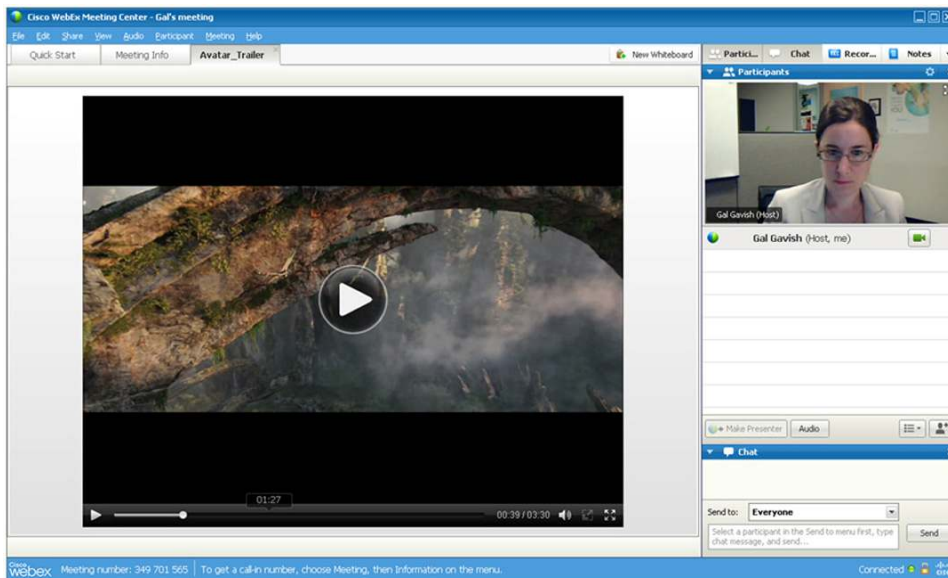 Cisco WebEx Meeting Center - Gal's meeting
File Edit Share View Audio Participant Meeting Help
Quick Start Meeting Info Avatar_Trailer New Whiteboard Partici... Chat Recor... Notes
Participants
Gal Gavish (Host)
Gal Gavish (Host, me)
Make Presenter Audio
Chat
01:27
00:39 / 03:30
Send to: Everyone
Select a participant in the Send to menu first, type
chat message, and send...
Send
cisco
webex Meeting number: 349 701 565 To get a call-in number, choose Meeting, then Information on the menu. Connected